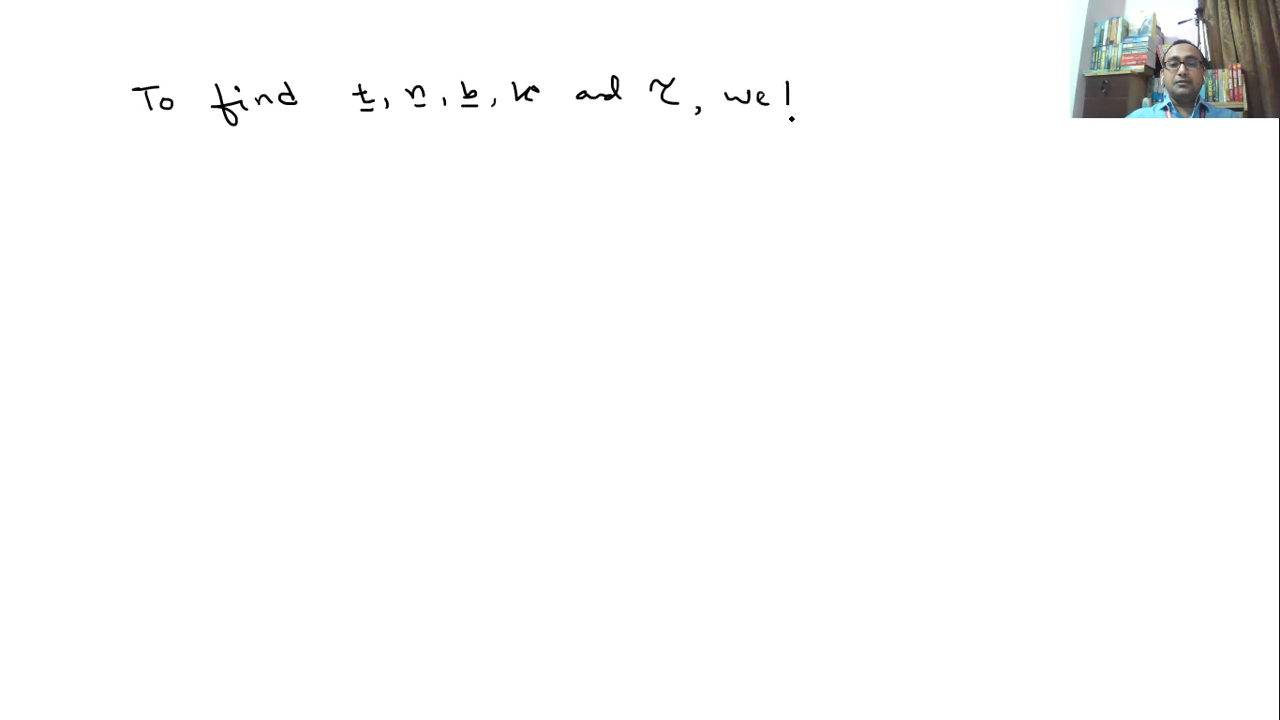 To find t, n, b, κ and τ, we